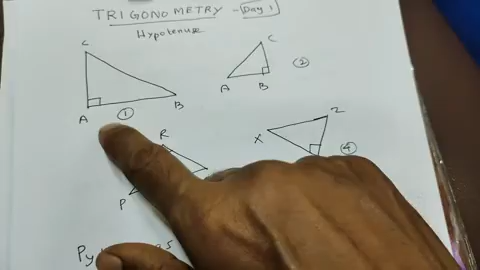 TRIGONOMETRY - Day 1
Hypotenuse
C
A
B
①
C
A
B
②
R
P
X
Z
④